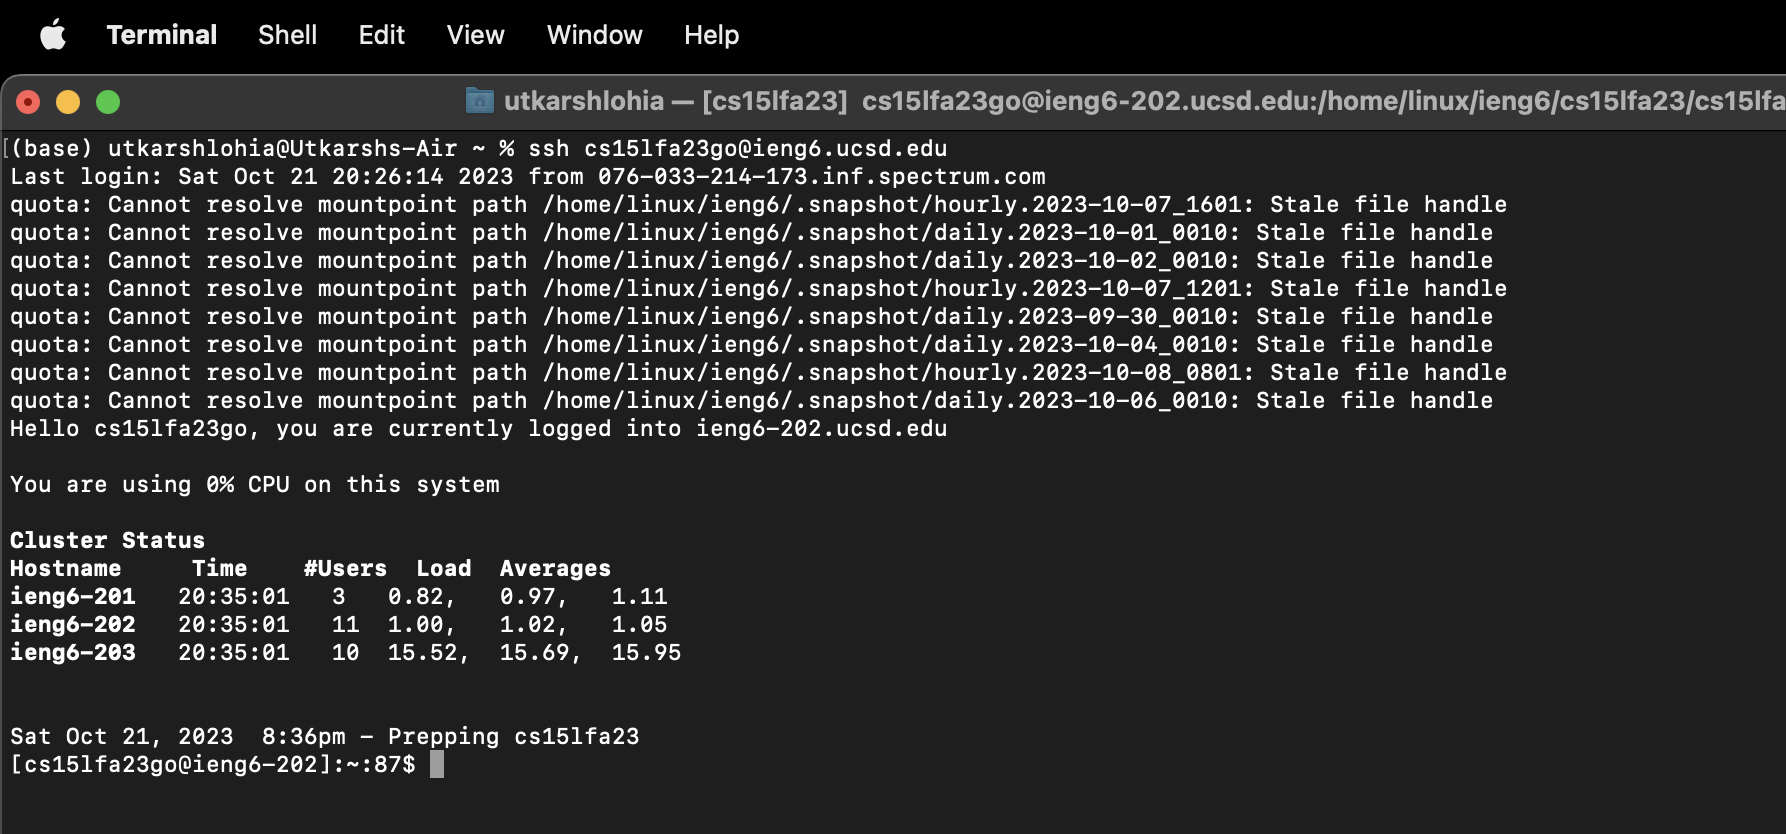 Terminal Shell Edit View Window Help
utkarshlohia — [cs15lfa23] cs15lfa23go@ieng6-202.ucsd.edu:/home/linux/ieng6/cs15lfa23/cs15lfa
[(base) utkarshlohia@Utkarshs-Air ~ % ssh cs15lfa23go@ieng6.ucsd.edu
Last login: Sat Oct 21 20:26:14 2023 from 076-033-214-173.inf.spectrum.com
quota: Cannot resolve mountpoint path /home/linux/ieng6/.snapshot/hourly.2023-10-07_1601: Stale file handle
quota: Cannot resolve mountpoint path /home/linux/ieng6/.snapshot/daily.2023-10-01_0010: Stale file handle
quota: Cannot resolve mountpoint path /home/linux/ieng6/.snapshot/daily.2023-10-02_0010: Stale file handle
quota: Cannot resolve mountpoint path /home/linux/ieng6/.snapshot/hourly.2023-10-07_1201: Stale file handle
quota: Cannot resolve mountpoint path /home/linux/ieng6/.snapshot/daily.2023-09-30_0010: Stale file handle
quota: Cannot resolve mountpoint path /home/linux/ieng6/.snapshot/daily.2023-10-04_0010: Stale file handle
quota: Cannot resolve mountpoint path /home/linux/ieng6/.snapshot/hourly.2023-10-08_0801: Stale file handle
quota: Cannot resolve mountpoint path /home/linux/ieng6/.snapshot/daily.2023-10-06_0010: Stale file handle
Hello cs15lfa23go, you are currently logged into ieng6-202.ucsd.edu
You are using 0% CPU on this system
Cluster Status
Hostname Time #Users Load Averages
ieng6-201 20:35:01 3 0.82, 0.97, 1.11
ieng6-202 20:35:01 11 1.00, 1.02, 1.05
ieng6-203 20:35:01 10 15.52, 15.69, 15.95
Sat Oct 21, 2023 8:36pm - Prepping cs15lfa23
[cs15lfa23go@ieng6-202]:~:87$